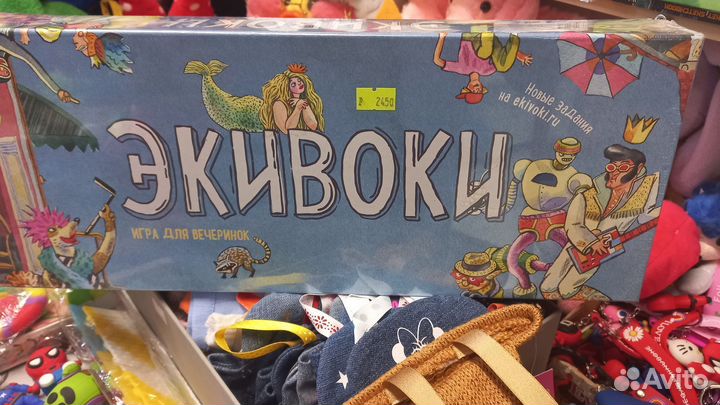 Р. 2450
Новые задания
на ekivoki.ru
ЭКИВОКИ
ИГРА ДЛЯ ВЕЧЕРИНОК
Avito